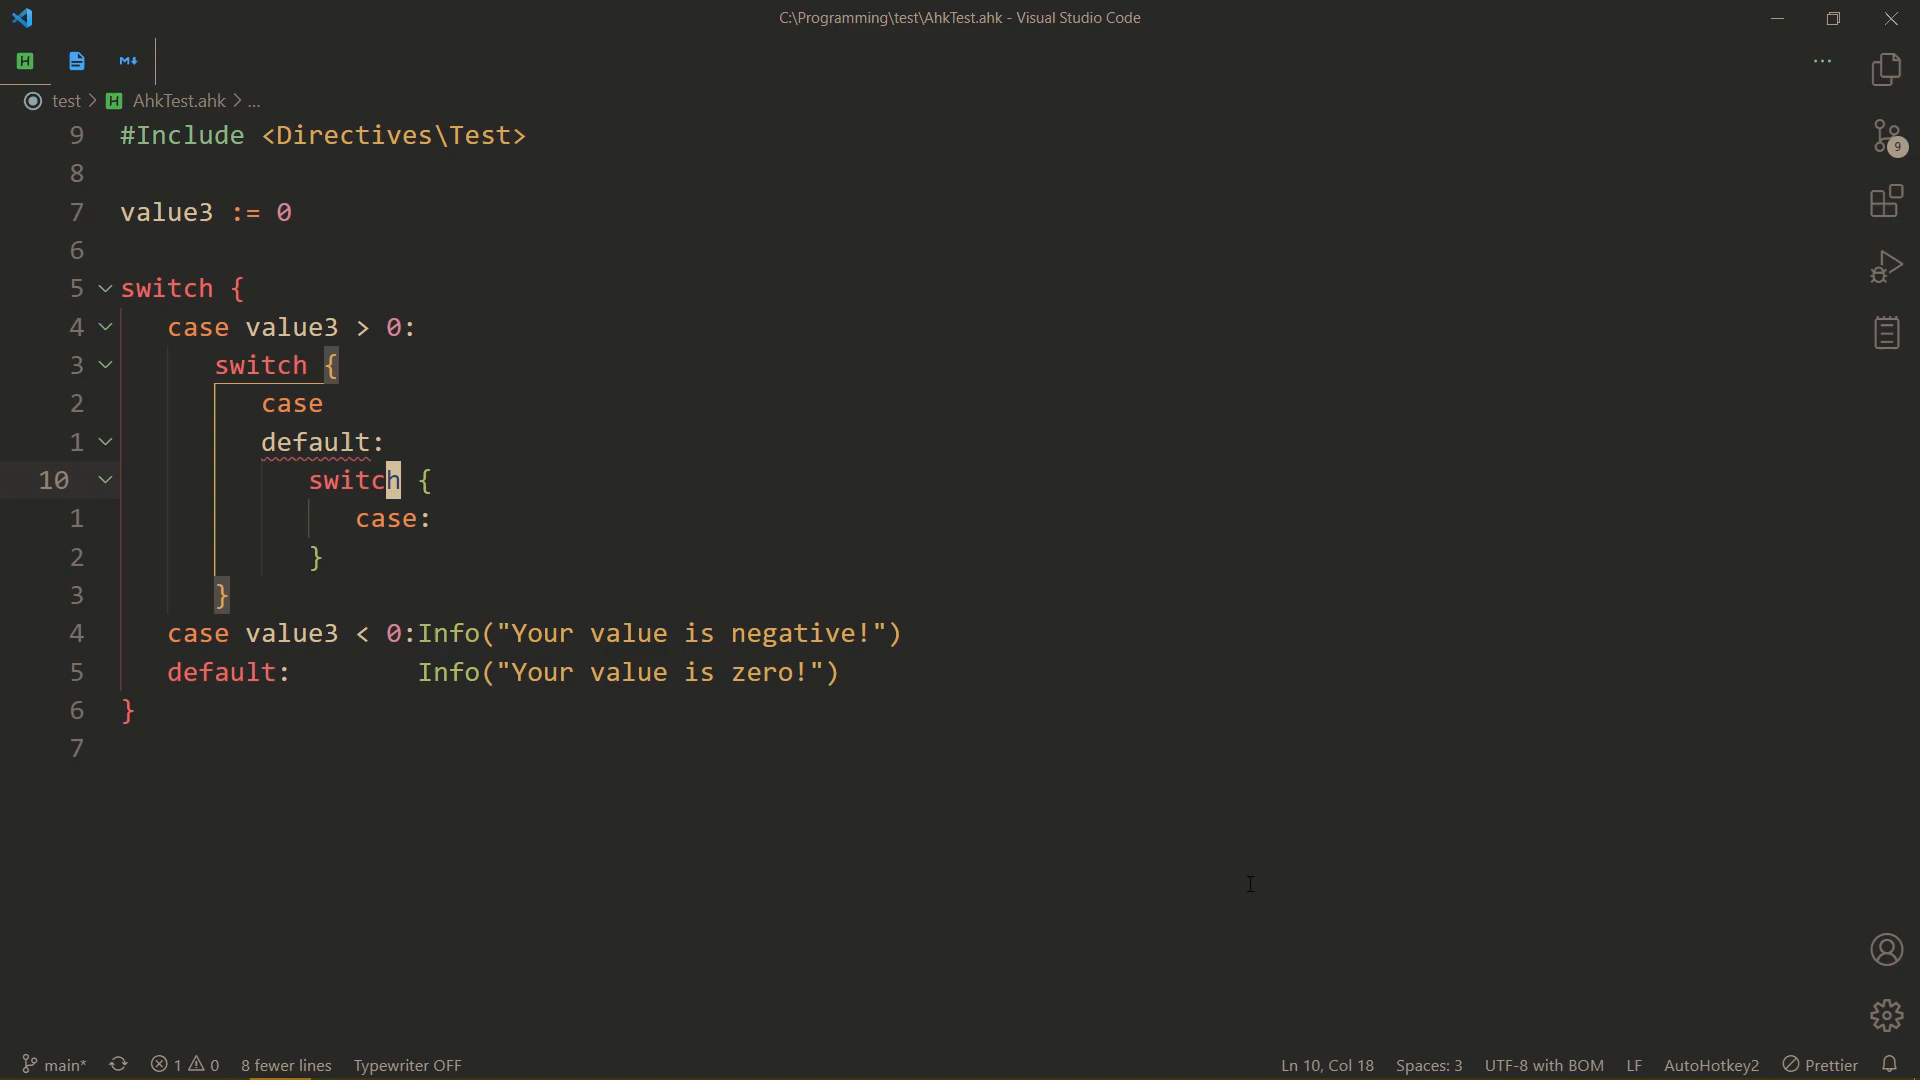 C:\Programming\test\AhkTest.ahk - Visual Studio Code
H M↓ ...
test > H AhkTest.ahk > ...
9 #Include <Directives\Test>
8
7 value3 := 0
6
5 switch {
4 case value3 > 0:
3 switch {
2 case
1 default:
10 switch {
1 case:
2 }
3 }
4 case value3 < 0:Info("Your value is negative!")
5 default: Info("Your value is zero!")
6 }
7
9
main* 1 0 8 fewer lines Typewriter OFF Ln 10, Col 18 Spaces: 3 UTF-8 with BOM LF AutoHotkey2 Prettier